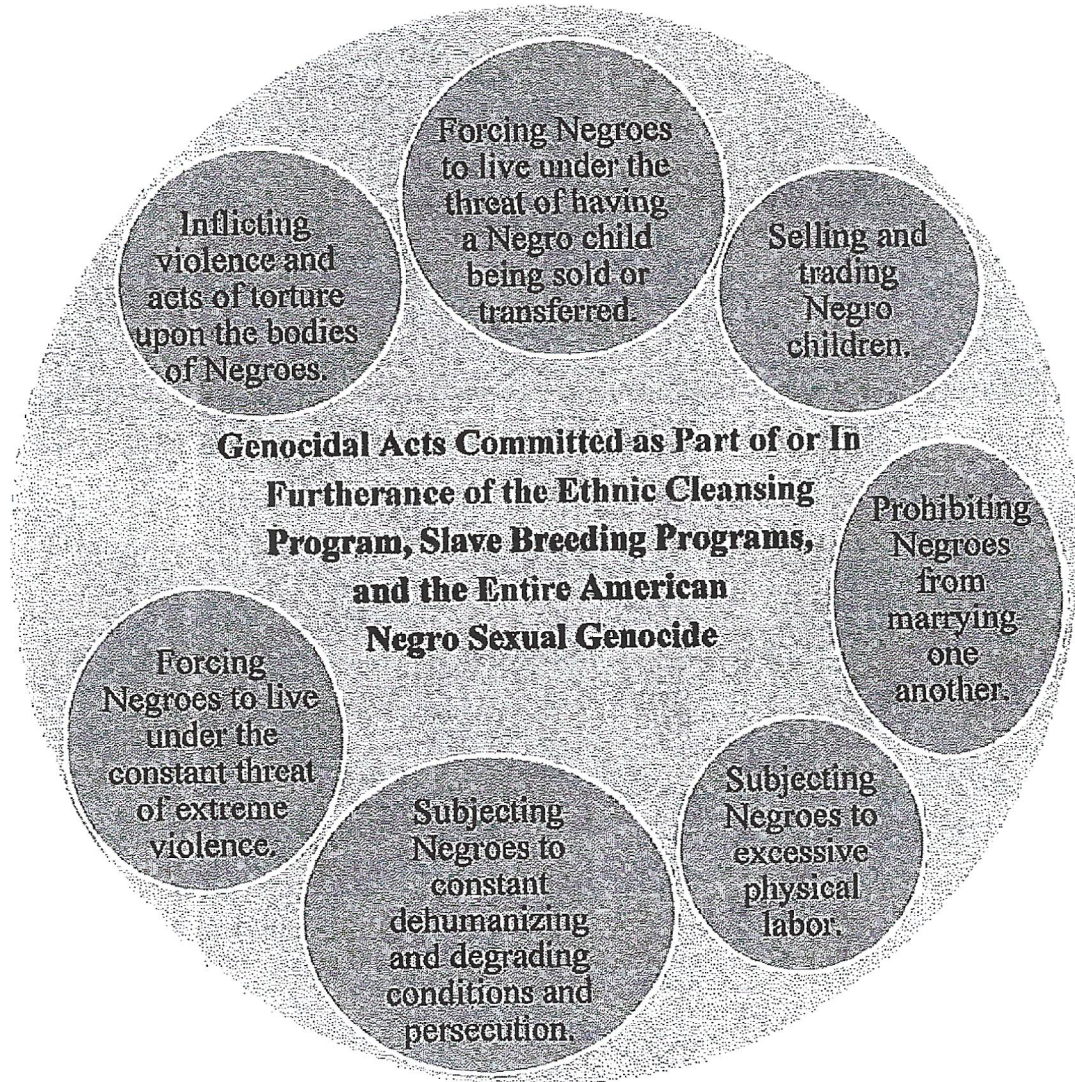 Forcing Negroes
to live under the
threat of having
a Negro child
being sold or
transferred.
Inflicting
violence and
acts of torture
upon the bodies
of Negroes.
Selling and
trading
Negro
children.
Genocidal Acts Committed as Part of or In
Furtherance of the Ethnic Cleansing
Program, Slave Breeding Programs,
and the Entire American
Negro Sexual Genocide
Prohibiting
Negroes
from
marrying
one
another.
Forcing
Negroes to live
under the
constant threat
of extreme
violence.
Subjecting
Negroes to
constant
dehumanizing
and degrading
conditions and
persecution.
Subjecting
Negroes to
excessive
physical
labor.